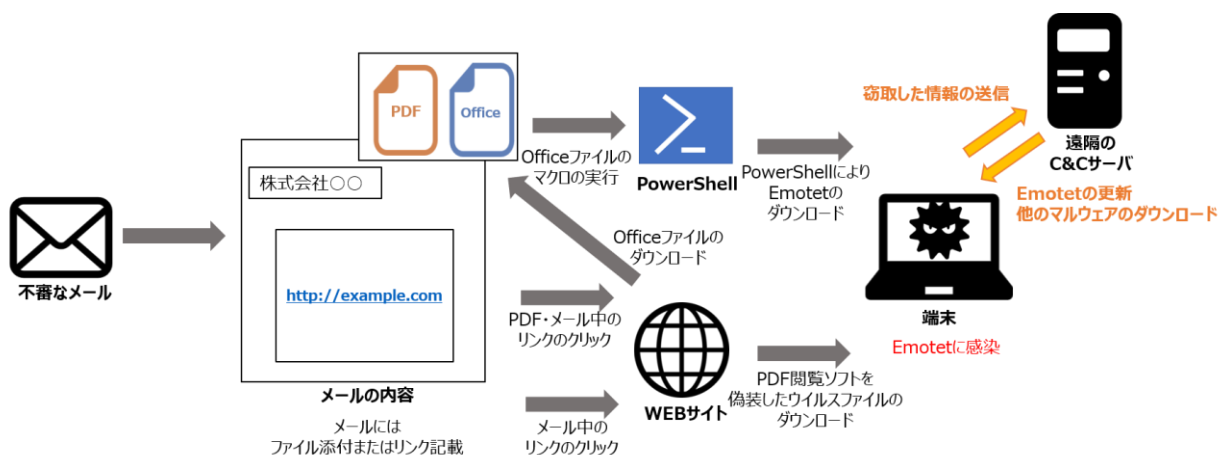 不審なメール
PDF
Office
株式会社○○
http://example.com
メールの内容
メールには
ファイル添付またはリンク記載
Officeファイルの
マクロの実行
PowerShell
PowerShellにより
Emotetの
ダウンロード
Officeファイルの
ダウンロード
PDF・メール中の
リンクのクリック
メール中の
リンクのクリック
WEBサイト
PDF閲覧ソフトを
偽装したウイルスファイルの
ダウンロード
窃取した情報の送信
遠隔の
C&Cサーバ
Emotetの更新
他のマルウェアのダウンロード
端末
Emotetに感染